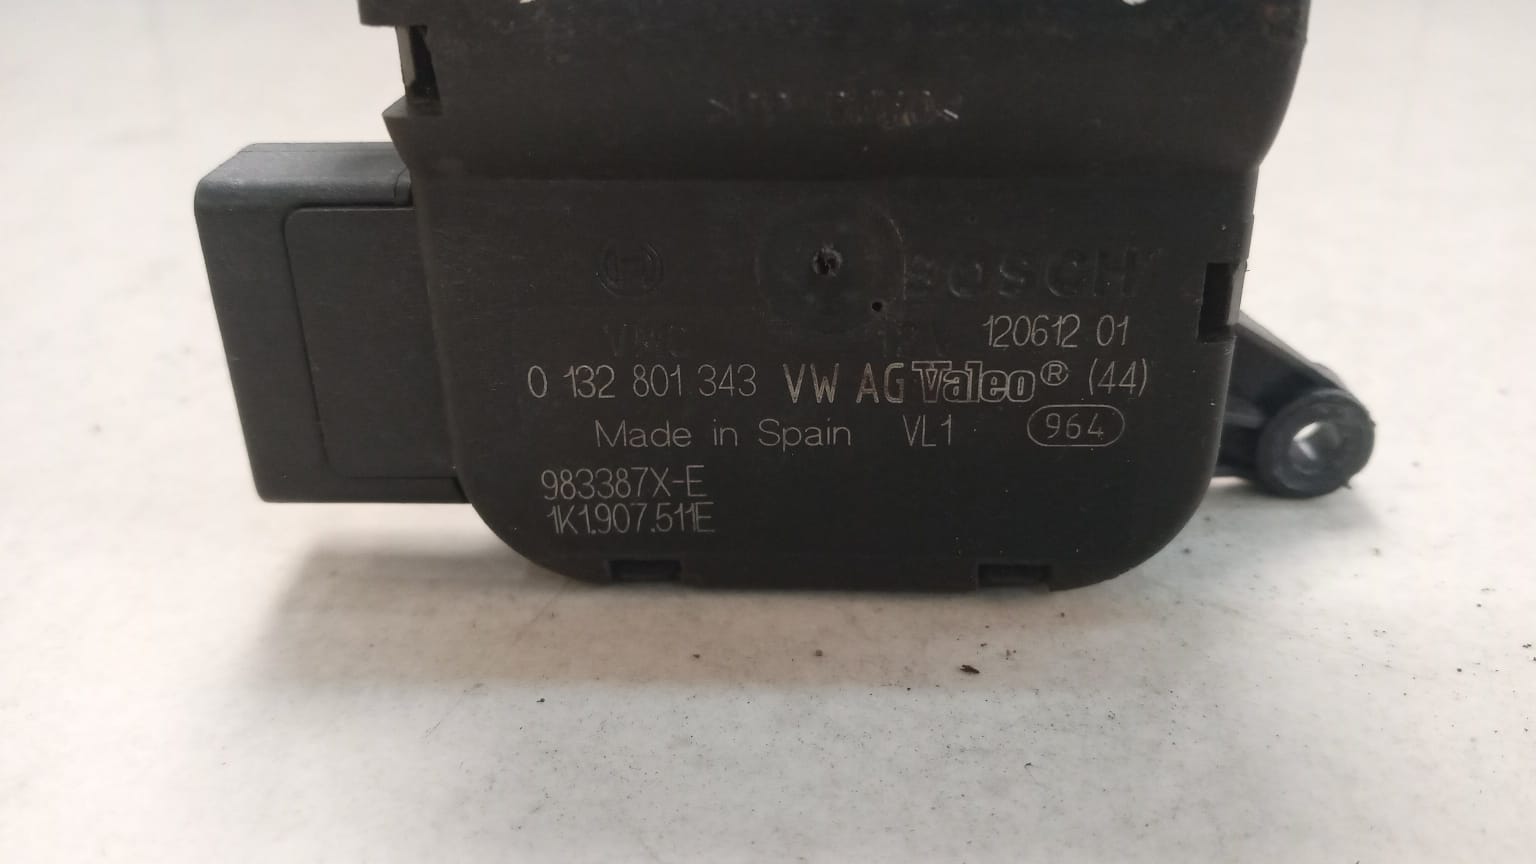 BOSCH
120612 01
0 132 801 343 VW AG Valeo® (44)
Made in Spain VL1 964
983387X-E
1K1.907.511E